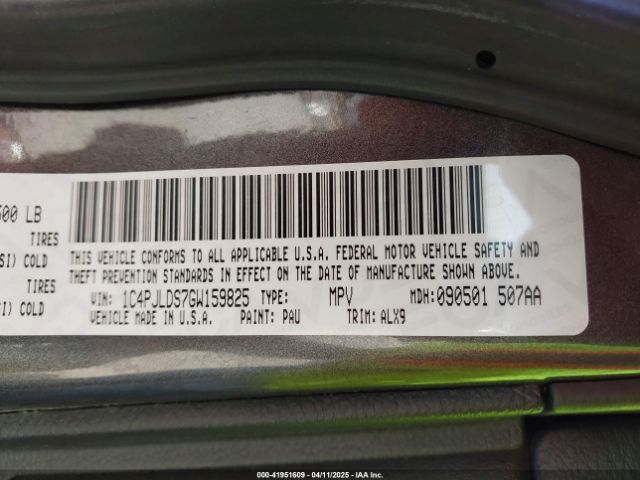 500 LB
TIRES
SI) COLD
TIRES
SI) COLD
THIS VEHICLE CONFORMS TO ALL APPLICABLE U.S.A. FEDERAL MOTOR VEHICLE SAFETY AND
THEFT PREVENTION STANDARDS IN EFFECT ON THE DATE OF MANUFACTURE SHOWN ABOVE.
VIN: 1C4PJLDS7GW159825 TYPE: MPV MDH: 090501 507AA
VEHICLE MADE IN U.S.A. PAINT: PAU TRIM: ALX9
000-41951609 - 04/11/2025 - IAAI.com